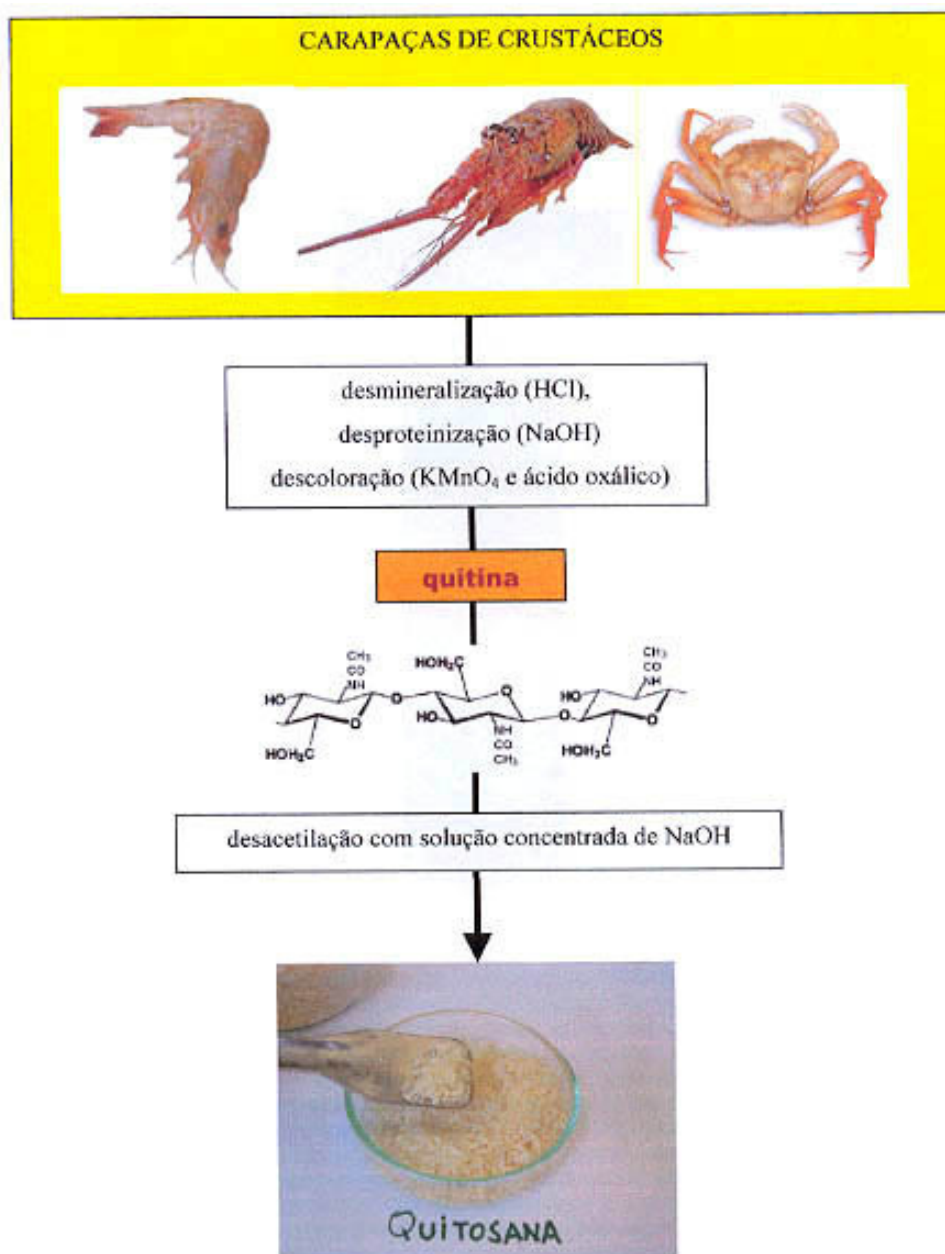 CARAPAÇAS DE CRUSTÁCEOS
desmineralização (HCl),
desproteinização (NaOH)
descoloração (KMnO₄ e ácido oxálico)
quitina
CH₃
CO
NH
HO
O
O
HOH₂C
HOH₂C
O
HO
NH
CO
CH₃
O
CH₃
CO
NH
HO
O
HOH₂C
desacetilação com solução concentrada de NaOH
QUITOSANA